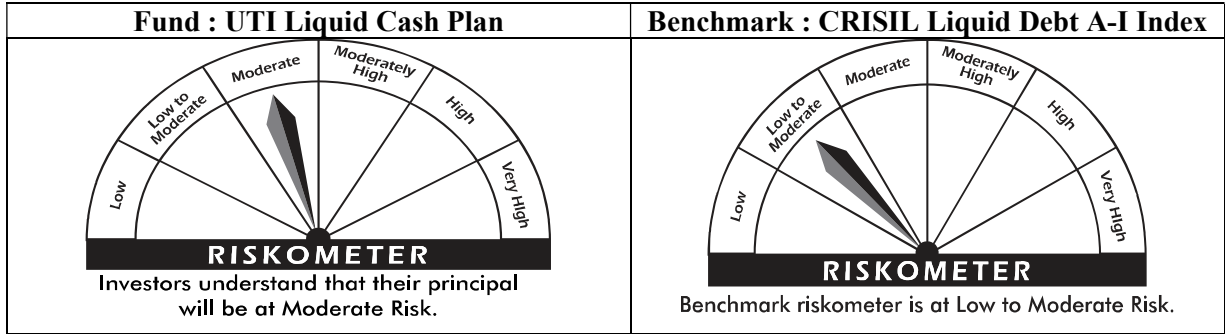 Fund : UTI Liquid Cash Plan
Low
Low to
Moderate
Moderate
Moderately
High
High
Very HIgh
RISKOMETER
Investors understand that their principal
will be at Moderate Risk.
Benchmark : CRISIL Liquid Debt A-I Index
Low
Low to
Moderate
Moderate
Moderately
High
High
Very HIgh
RISKOMETER
Benchmark riskometer is at Low to Moderate Risk.